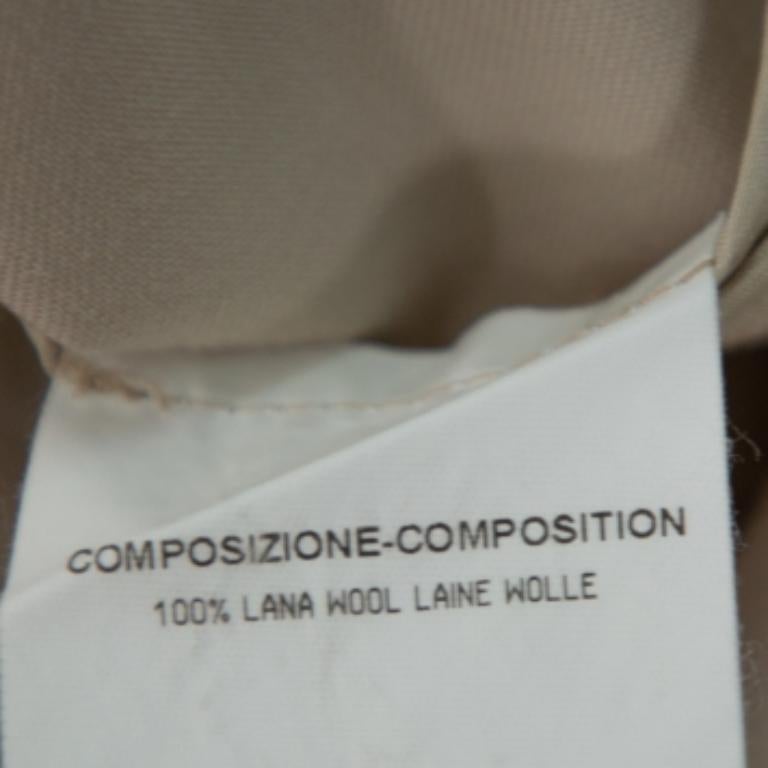 COMPOSIZIONE-COMPOSITION
100% LANA WOOL LAINE WOLLE